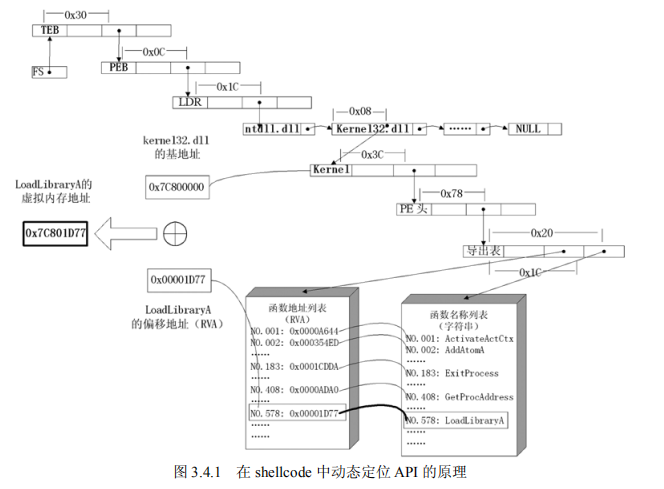 0x30
TEB
0x0C
FS
PEB
0x1C
LDR
0x08
ntdll.dll Kernel32.dll …… NULL
kernel32.dll
的基地址
0x3C
Kernel
LoadLibraryA的
虚拟内存地址
0x7C800000
0x78
PE 头
0x7C801D77
0x20
导出表
0x1C
0x00001D77
LoadLibraryA
的偏移地址（RVA）
函数地址列表
（RVA）
NO.001: 0x0000A644
NO.002: 0x000354ED
……
NO.183: 0x0001CDDA
……
NO.408: 0x0000ADA0
……
NO.578: 0x00001D77
……
……
函数名称列表
（字符串）
NO.001: ActivateActCtx
NO.002: AddAtomA
……
NO.183: ExitProcess
……
NO.408: GetProcAddress
……
NO.578: LoadLibraryA
……
……
图 3.4.1 在 shellcode 中动态定位 API 的原理